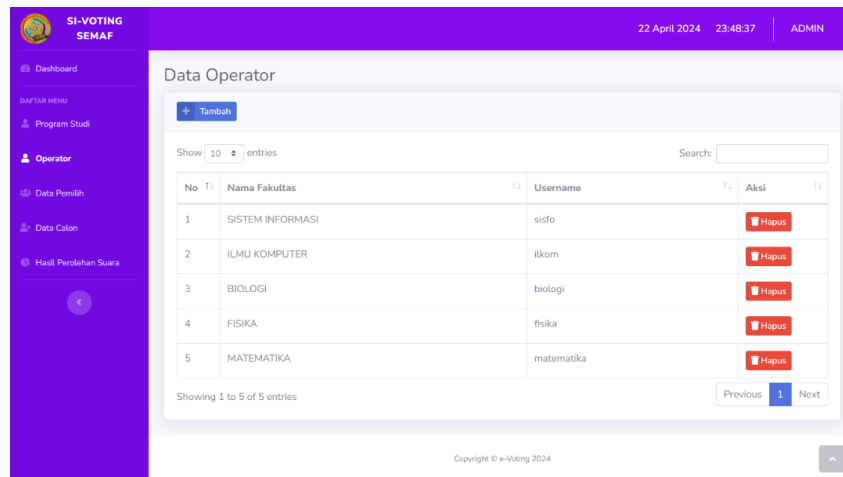 SI-VOTING
SEMAF
22 April 2024 23:48:37 ADMIN
Dashboard
DAFTAR MENU
Program Studi
Operator
Data Pemilih
Data Calon
Hasil Perolehan Suara
Data Operator
+ Tambah
Show 10 entries
Search:
No Nama Fakultas Username Aksi
1 SISTEM INFORMASI sisfo Hapus
2 ILMU KOMPUTER ilkom Hapus
3 BIOLOGI biologi Hapus
4 FISIKA fisika Hapus
5 MATEMATIKA matematika Hapus
Showing 1 to 5 of 5 entries
Previous 1 Next
Copyright © e-Voting 2024